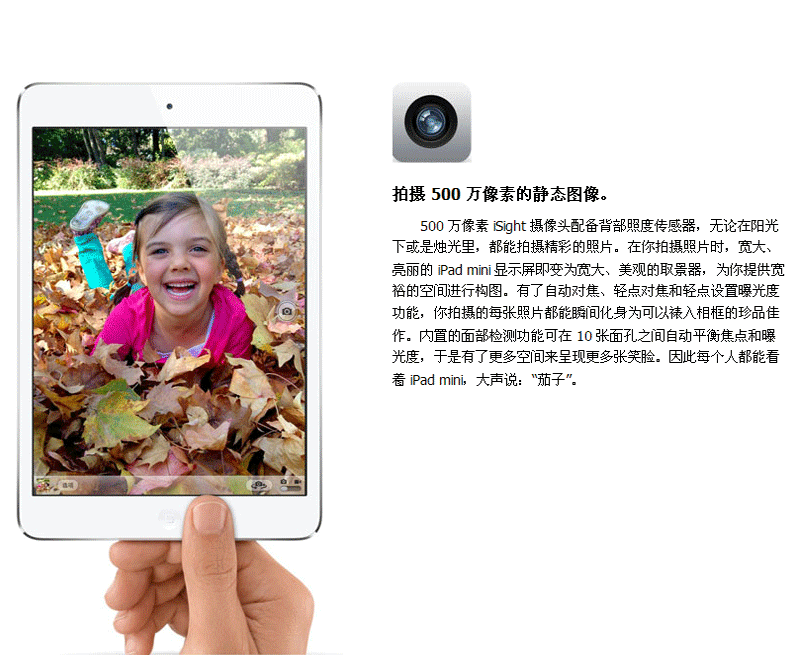 拍摄 500 万像素的静态图像。
500 万像素 iSight 摄像头配备背部照度传感器，无论在阳光
下或是烛光里，都能拍摄精彩的照片。在你拍摄照片时，宽大、
亮丽的 iPad mini 显示屏即变为宽大、美观的取景器，为你提供宽
裕的空间进行构图。有了自动对焦、轻点对焦和轻点设置曝光度
功能，你拍摄的每张照片都能瞬间化身为可以裱入相框的珍品佳
作。内置的面部检测功能可在 10 张面孔之间自动平衡焦点和曝
光度，于是有了更多空间来呈现更多张笑脸。因此每个人都能看
着 iPad mini，大声说：“茄子”。
选项